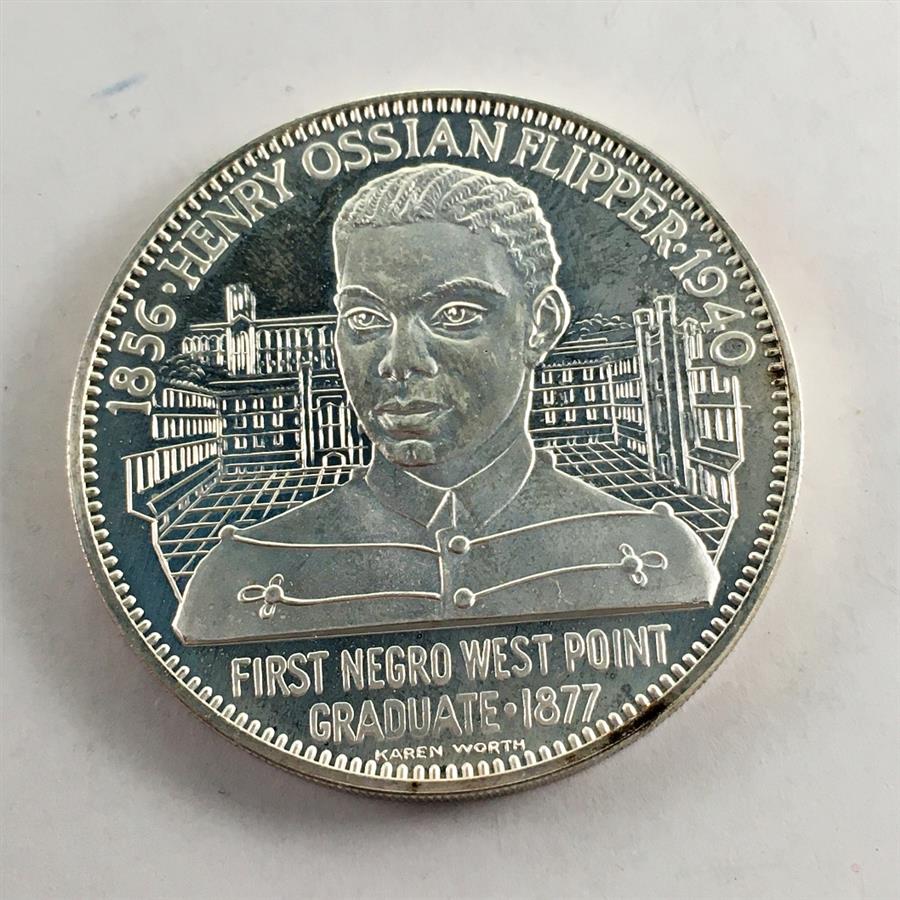 1856 · HENRY OSSIAN FLIPPER · 1940
FIRST NEGRO WEST POINT
GRADUATE · 1877
KAREN WORTH